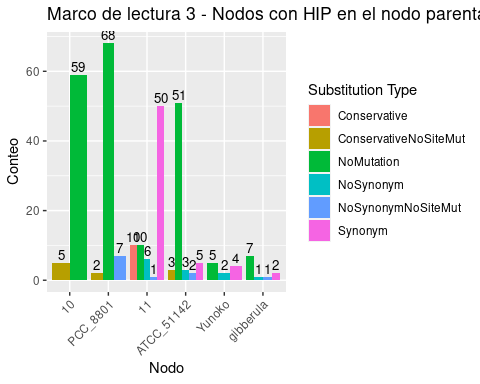 Marco de lectura 3 - Nodos con HIP en el nodo parenta
Conteo
60
40
20
0
5
59
2
68
7
10
10
6
1
50
3
51
3
2
5
5
2
4
7
1
1
2
10
PCC_8801
11
ATCC_51142
Yunoko
gibberula
Nodo
Substitution Type
Conservative
ConservativeNoSiteMut
NoMutation
NoSynonym
NoSynonymNoSiteMut
Synonym